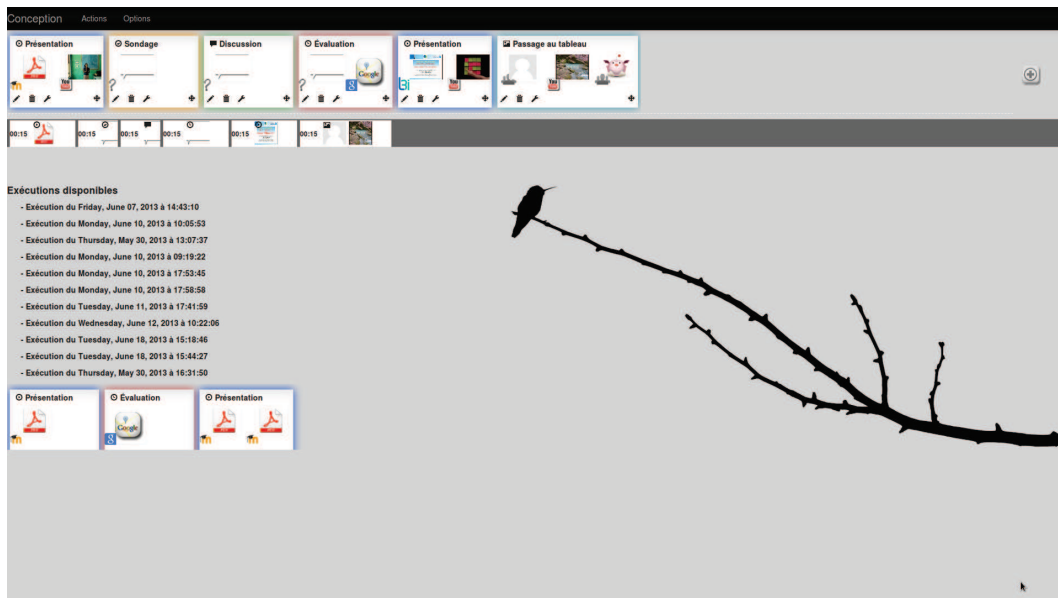 Conception Actions Options
Présentation Sondage Discussion Évaluation Présentation Passage au tableau
Google
You You You
00:15 00:15 00:15 00:15 00:15 00:15
Exécutions disponibles
- Exécution du Friday, June 07, 2013 à 14:43:10
- Exécution du Monday, June 10, 2013 à 10:05:53
- Exécution du Thursday, May 30, 2013 à 13:07:37
- Exécution du Monday, June 10, 2013 à 09:19:22
- Exécution du Monday, June 10, 2013 à 17:53:45
- Exécution du Monday, June 10, 2013 à 17:58:58
- Exécution du Tuesday, June 11, 2013 à 17:41:59
- Exécution du Wednesday, June 12, 2013 à 10:22:06
- Exécution du Tuesday, June 18, 2013 à 15:18:46
- Exécution du Tuesday, June 18, 2013 à 15:44:27
- Exécution du Thursday, May 30, 2013 à 16:31:50
Présentation Évaluation Présentation
Google